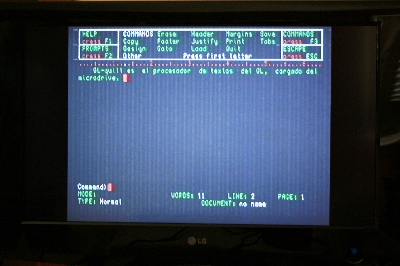 HELP COMMANDS Erase Header Margins Save COMMANDS
press F1 Copy Footer Justify Print Tabs press F3
PROMPTS Design Goto Load Quit ESCAPE
press F2 Other Press first letter press ESC
QL-quill es el procesador de textos del QL, cargado del
microdrive.
Command>
MODE: WORDS: 11 LINE: 2 PAGE: 1
TYPE: Normal DOCUMENT: no name
LG